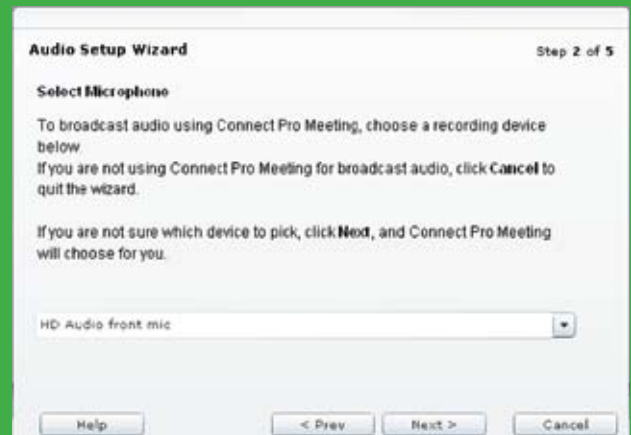 Audio Setup Wizard Step 2 of 5
Select Microphone
To broadcast audio using Connect Pro Meeting, choose a recording device
below
If you are not using Connect Pro Meeting for broadcast audio, click Cancel to
quit the wizard.
If you are not sure which device to pick, click Next, and Connect Pro Meeting
will choose for you.
HD Audio front mic
Help < Prev Next > Cancel